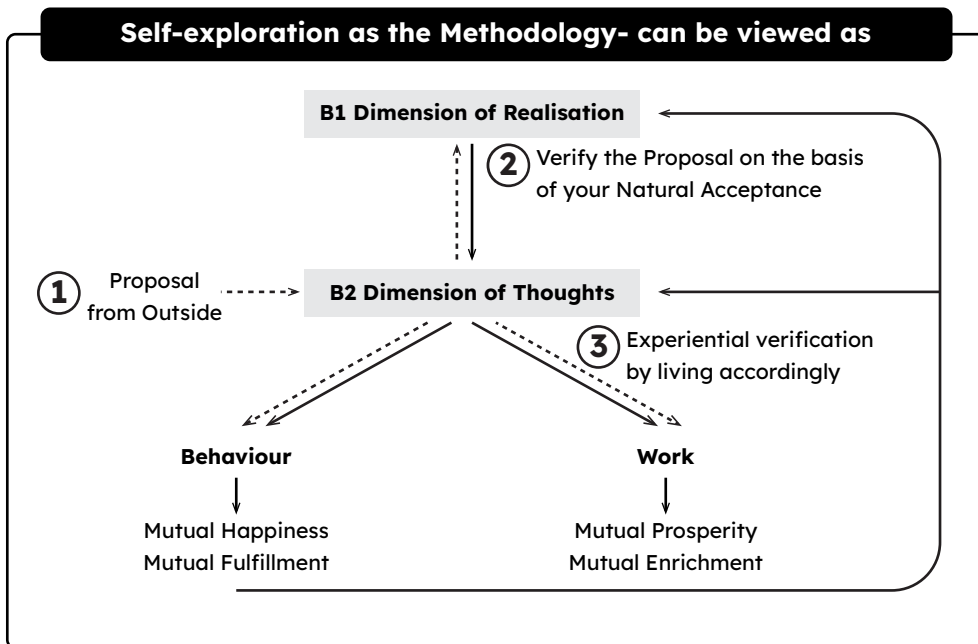 Self-exploration as the Methodology- can be viewed as
B1 Dimension of Realisation
2
Verify the Proposal on the basis
of your Natural Acceptance
1
Proposal
from Outside
B2 Dimension of Thoughts
3
Experiential verification
by living accordingly
Behaviour
Work
Mutual Happiness
Mutual Fulfillment
Mutual Prosperity
Mutual Enrichment